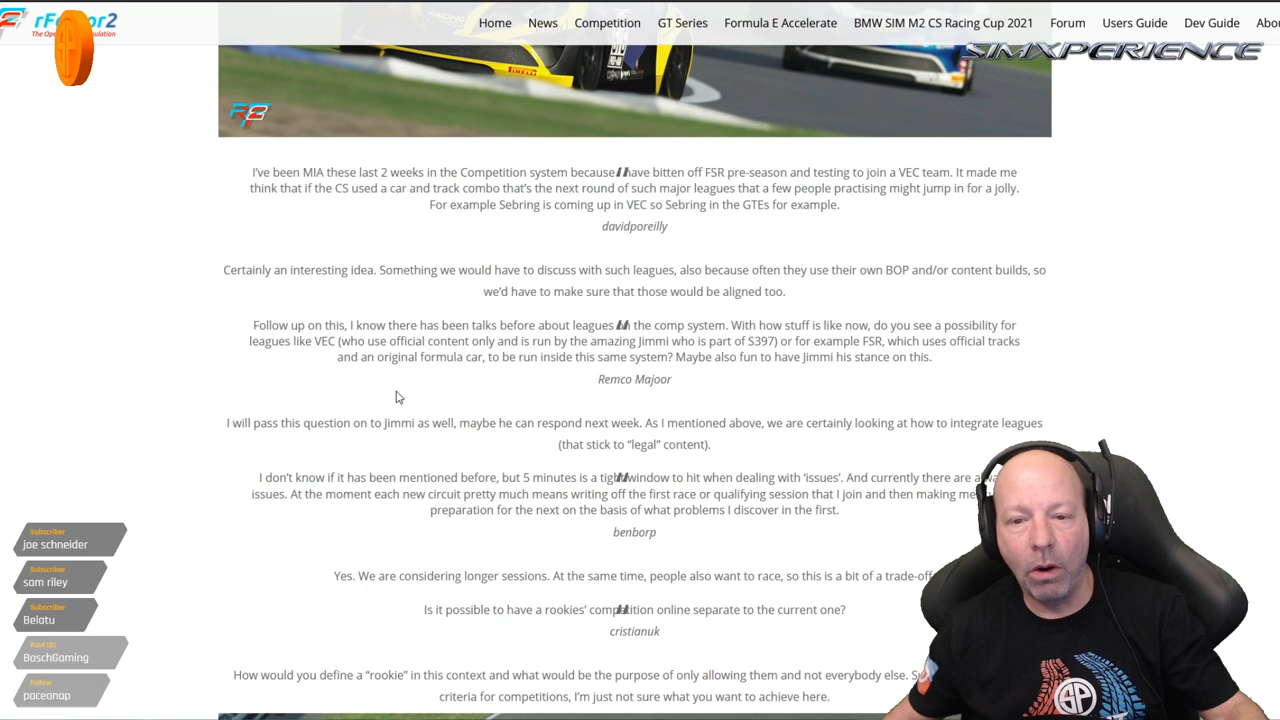 rFactor2
Home News Competition GT Series Formula E Accelerate BMW SIM M2 CS Racing Cup 2021 Forum Users Guide Dev Guide
SIMXPERIENCE
I've been MIA these last 2 weeks in the Competition system because I have bitten off FSR pre-season and testing to join a VEC team. It made me
think that if the CS used a car and track combo that's the next round of such major leagues that a few people practising might jump in for a jolly.
For example Sebring is coming up in VEC so Sebring in the GTEs for example.
davidporeilly
Certainly an interesting idea. Something we would have to discuss with such leagues, also because often they use their own BOP and/or content builds, so
we'd have to make sure that those would be aligned too.
Follow up on this, I know there has been talks before about leagues on the comp system. With how stuff is like now, do you see a possibility for
leagues like VEC (who use official content only and is run by the amazing Jimmi who is part of S397) or for example FSR, which uses official tracks
and an original formula car, to be run inside this same system? Maybe also fun to have Jimmi his stance on this.
Remco Majoor
I will pass this question on to Jimmi as well, maybe he can respond next week. As I mentioned above, we are certainly looking at how to integrate leagues
(that stick to "legal" content).
I don't know if it has been mentioned before, but 5 minutes is a tight window to hit when dealing with 'issues'. And currently there are
issues. At the moment each new circuit pretty much means writing off the first race or qualifying session that I join and then making
preparation for the next on the basis of what problems I discover in the first.
benborp
Yes. We are considering longer sessions. At the same time, people also want to race, so this is a bit of a trade-off
Is it possible to have a rookies' competition online separate to the current one?
cristianuk
How would you define a "rookie" in this context and what would be the purpose of only allowing them and not everybody else.
criteria for competitions, I'm just not sure what you want to achieve here.
Subscriber
joe schneider
Subscriber
sam riley
Subscriber
Belatu
Raid (8)
BoschGaming
Follow
paceanap